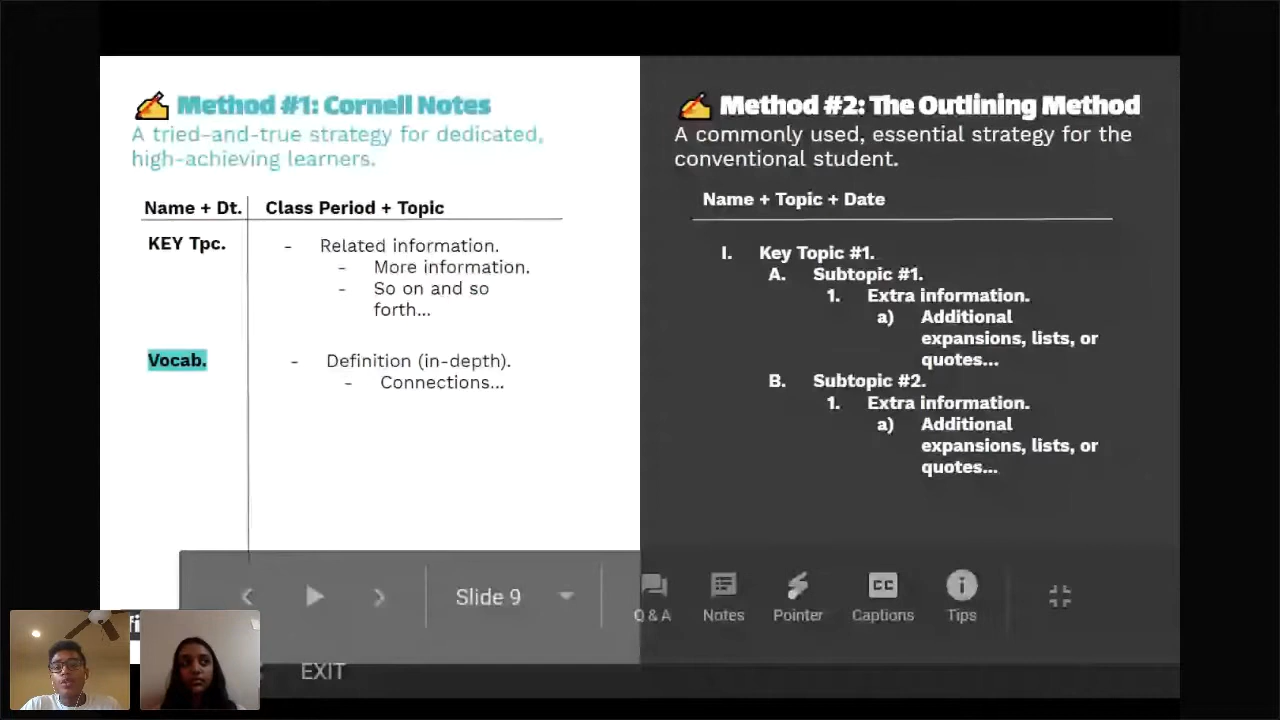 Method #1: Cornell Notes
A tried-and-true strategy for dedicated,
high-achieving learners.
Name + Dt.
Class Period + Topic
KEY Tpc.
- Related information.
- More information.
- So on and so
forth...
Vocab.
- Definition (in-depth).
- Connections...
Method #2: The Outlining Method
A commonly used, essential strategy for the
conventional student.
Name + Topic + Date
I. Key Topic #1.
A. Subtopic #1.
1. Extra information.
a) Additional
expansions, lists, or
quotes...
B. Subtopic #2.
1. Extra information.
a) Additional
expansions, lists, or
quotes...
Slide 9
Q & A
Notes
CC
Pointer
Captions
Tips
EXIT